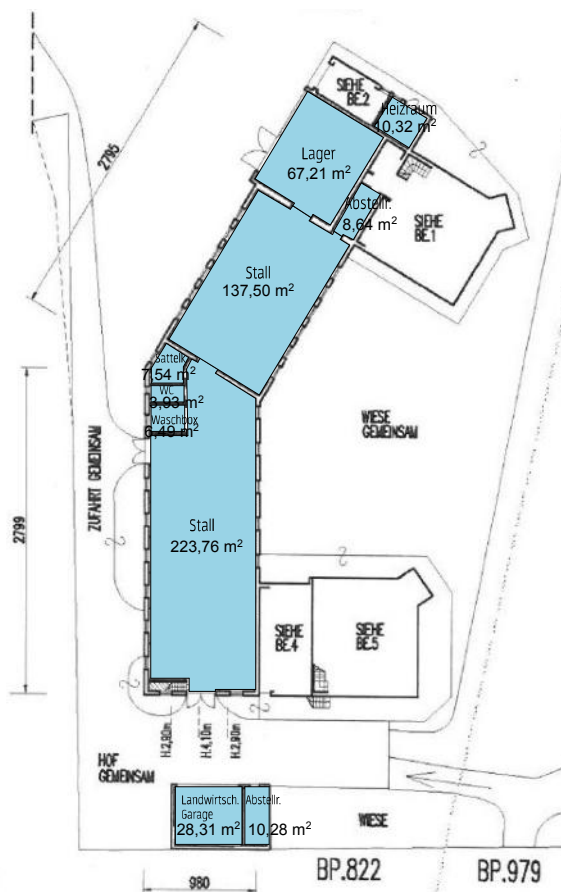 SIEHE
BE.2
Heizraum
10,32 m²
2795
Lager
67,21 m²
Abstellr.
8,64 m²
SIEHE
BE.1
Stall
137,50 m²
Sattelk.
7,54 m²
WC
3,93 m²
Waschbox
6,49 m²
WIESE
GEMEINSAM
ZUFAHRT GEMEINSAM
2799
Stall
223,76 m²
SIEHE
BE.4
SIEHE
BE.5
H.2,90m
H.4,10m
H.2,90m
HOF
GEMEINSAM
Landwirtsch.
Garage
28,31 m²
Abstellr.
10,28 m²
WIESE
BP.822
BP.979
980